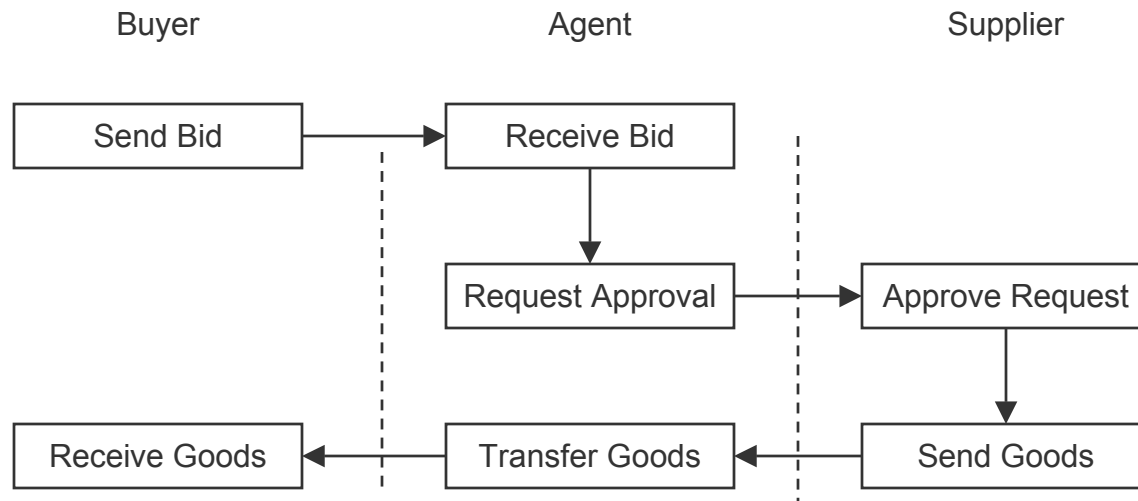 Buyer
Agent
Supplier
Send Bid
Receive Bid
Request Approval
Approve Request
Receive Goods
Transfer Goods
Send Goods